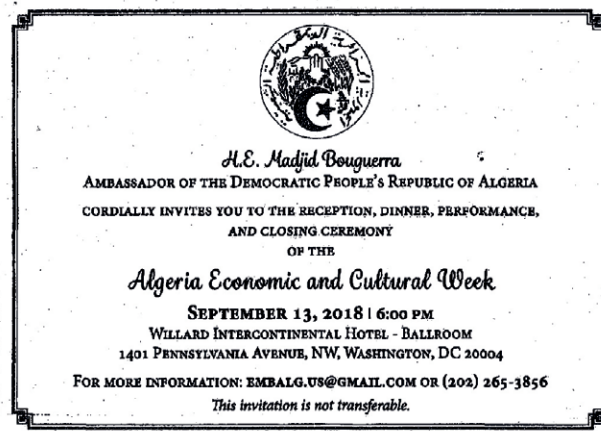 H.E. Madjid Bouguerra
AMBASSADOR OF THE DEMOCRATIC PEOPLE'S REPUBLIC OF ALGERIA
CORDIALLY INVITES YOU TO THE RECEPTION, DINNER, PERFORMANCE,
AND CLOSING CEREMONY
OF THE
Algeria Economic and Cultural Week
SEPTEMBER 13, 2018 | 6:00 PM
WILLARD INTERCONTINENTAL HOTEL - BALLROOM
1401 PENNSYLVANIA AVENUE, NW, WASHINGTON, DC 20004
FOR MORE INFORMATION: EMBALG.US@GMAIL.COM OR (202) 265-3856
This invitation is not transferable.